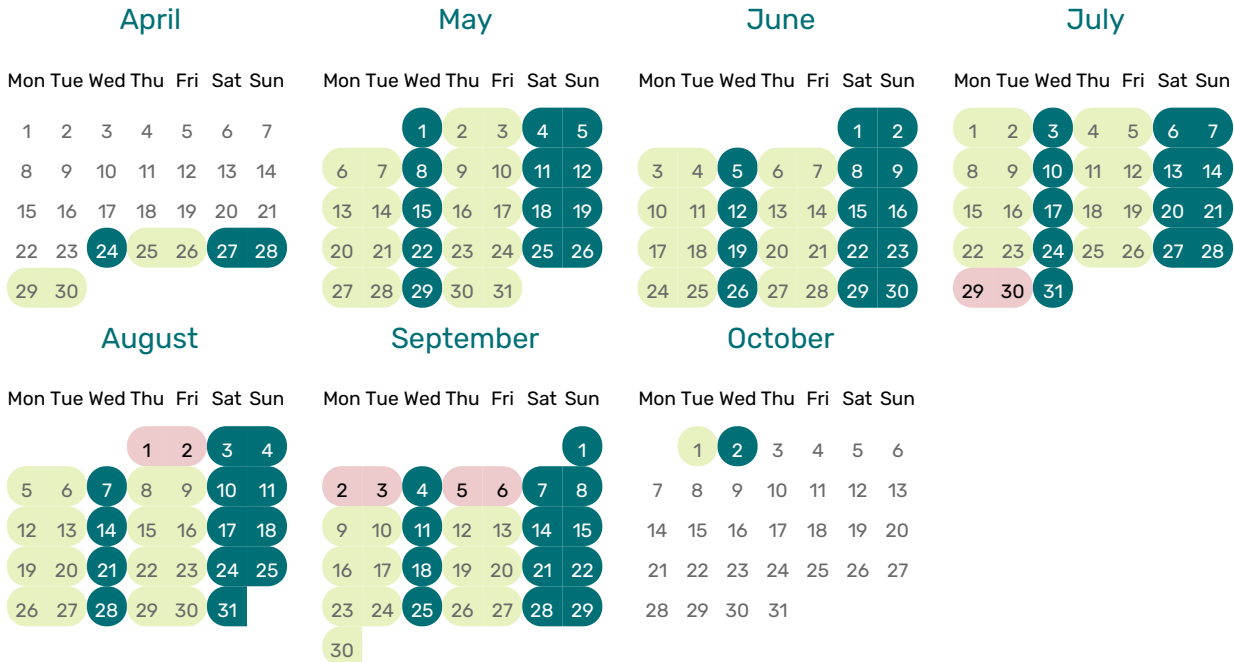 April May June July
Mon Tue Wed Thu Fri Sat Sun Mon Tue Wed Thu Fri Sat Sun Mon Tue Wed Thu Fri Sat Sun Mon Tue Wed Thu Fri Sat Sun
1 2 3 4 5 6 7 1 2 3 4 5 1 2 1 2 3 4 5 6 7
8 9 10 11 12 13 14 6 7 8 9 10 11 12 3 4 5 6 7 8 9 8 9 10 11 12 13 14
15 16 17 18 19 20 21 13 14 15 16 17 18 19 10 11 12 13 14 15 16 15 16 17 18 19 20 21
22 23 24 25 26 27 28 20 21 22 23 24 25 26 17 18 19 20 21 22 23 22 23 24 25 26 27 28
29 30 27 28 29 30 31 24 25 26 27 28 29 30 29 30 31
August September October
Mon Tue Wed Thu Fri Sat Sun Mon Tue Wed Thu Fri Sat Sun Mon Tue Wed Thu Fri Sat Sun
1 2 3 4 1 1 2 3 4 5 6
5 6 7 8 9 10 11 2 3 4 5 6 7 8 7 8 9 10 11 12 13
12 13 14 15 16 17 18 9 10 11 12 13 14 15 14 15 16 17 18 19 20
19 20 21 22 23 24 25 16 17 18 19 20 21 22 21 22 23 24 25 26 27
26 27 28 29 30 31 23 24 25 26 27 28 29 28 29 30 31
30